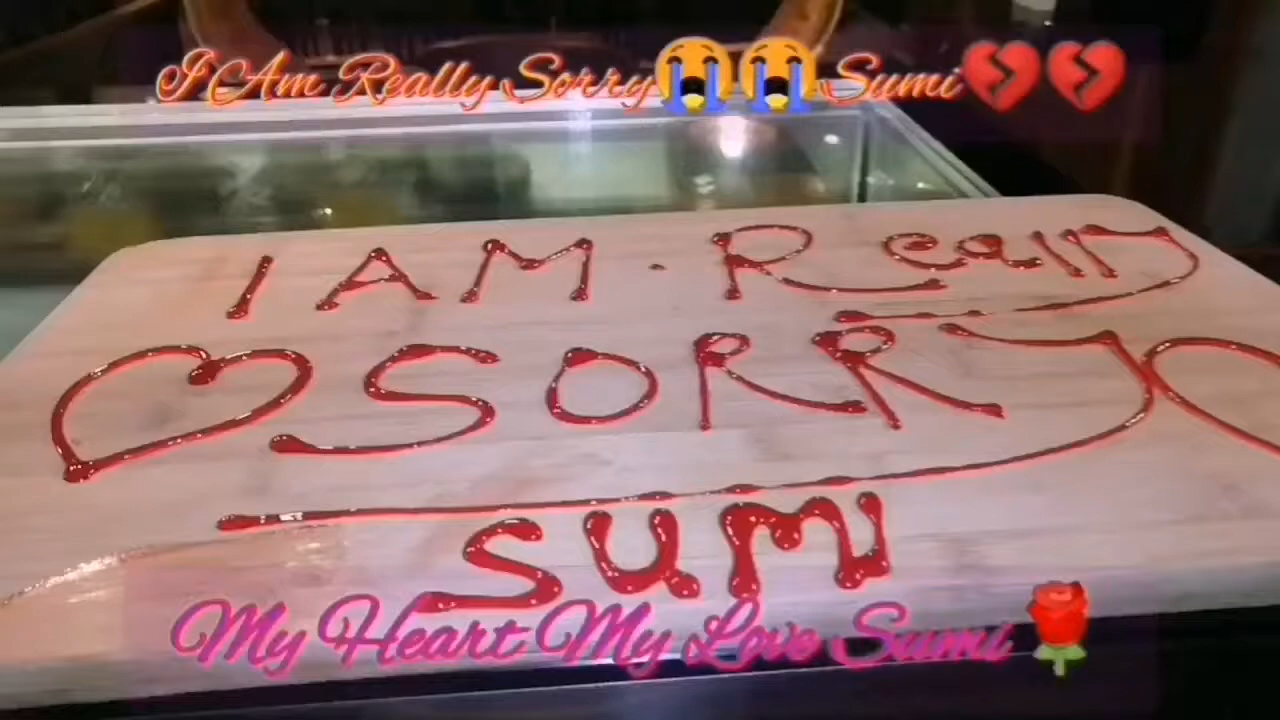 I Am Really Sorry😭😭Sumi💔💔
I AM . Really
♡SORRY♡
SUMI
My Heart My Love Sumi🌹